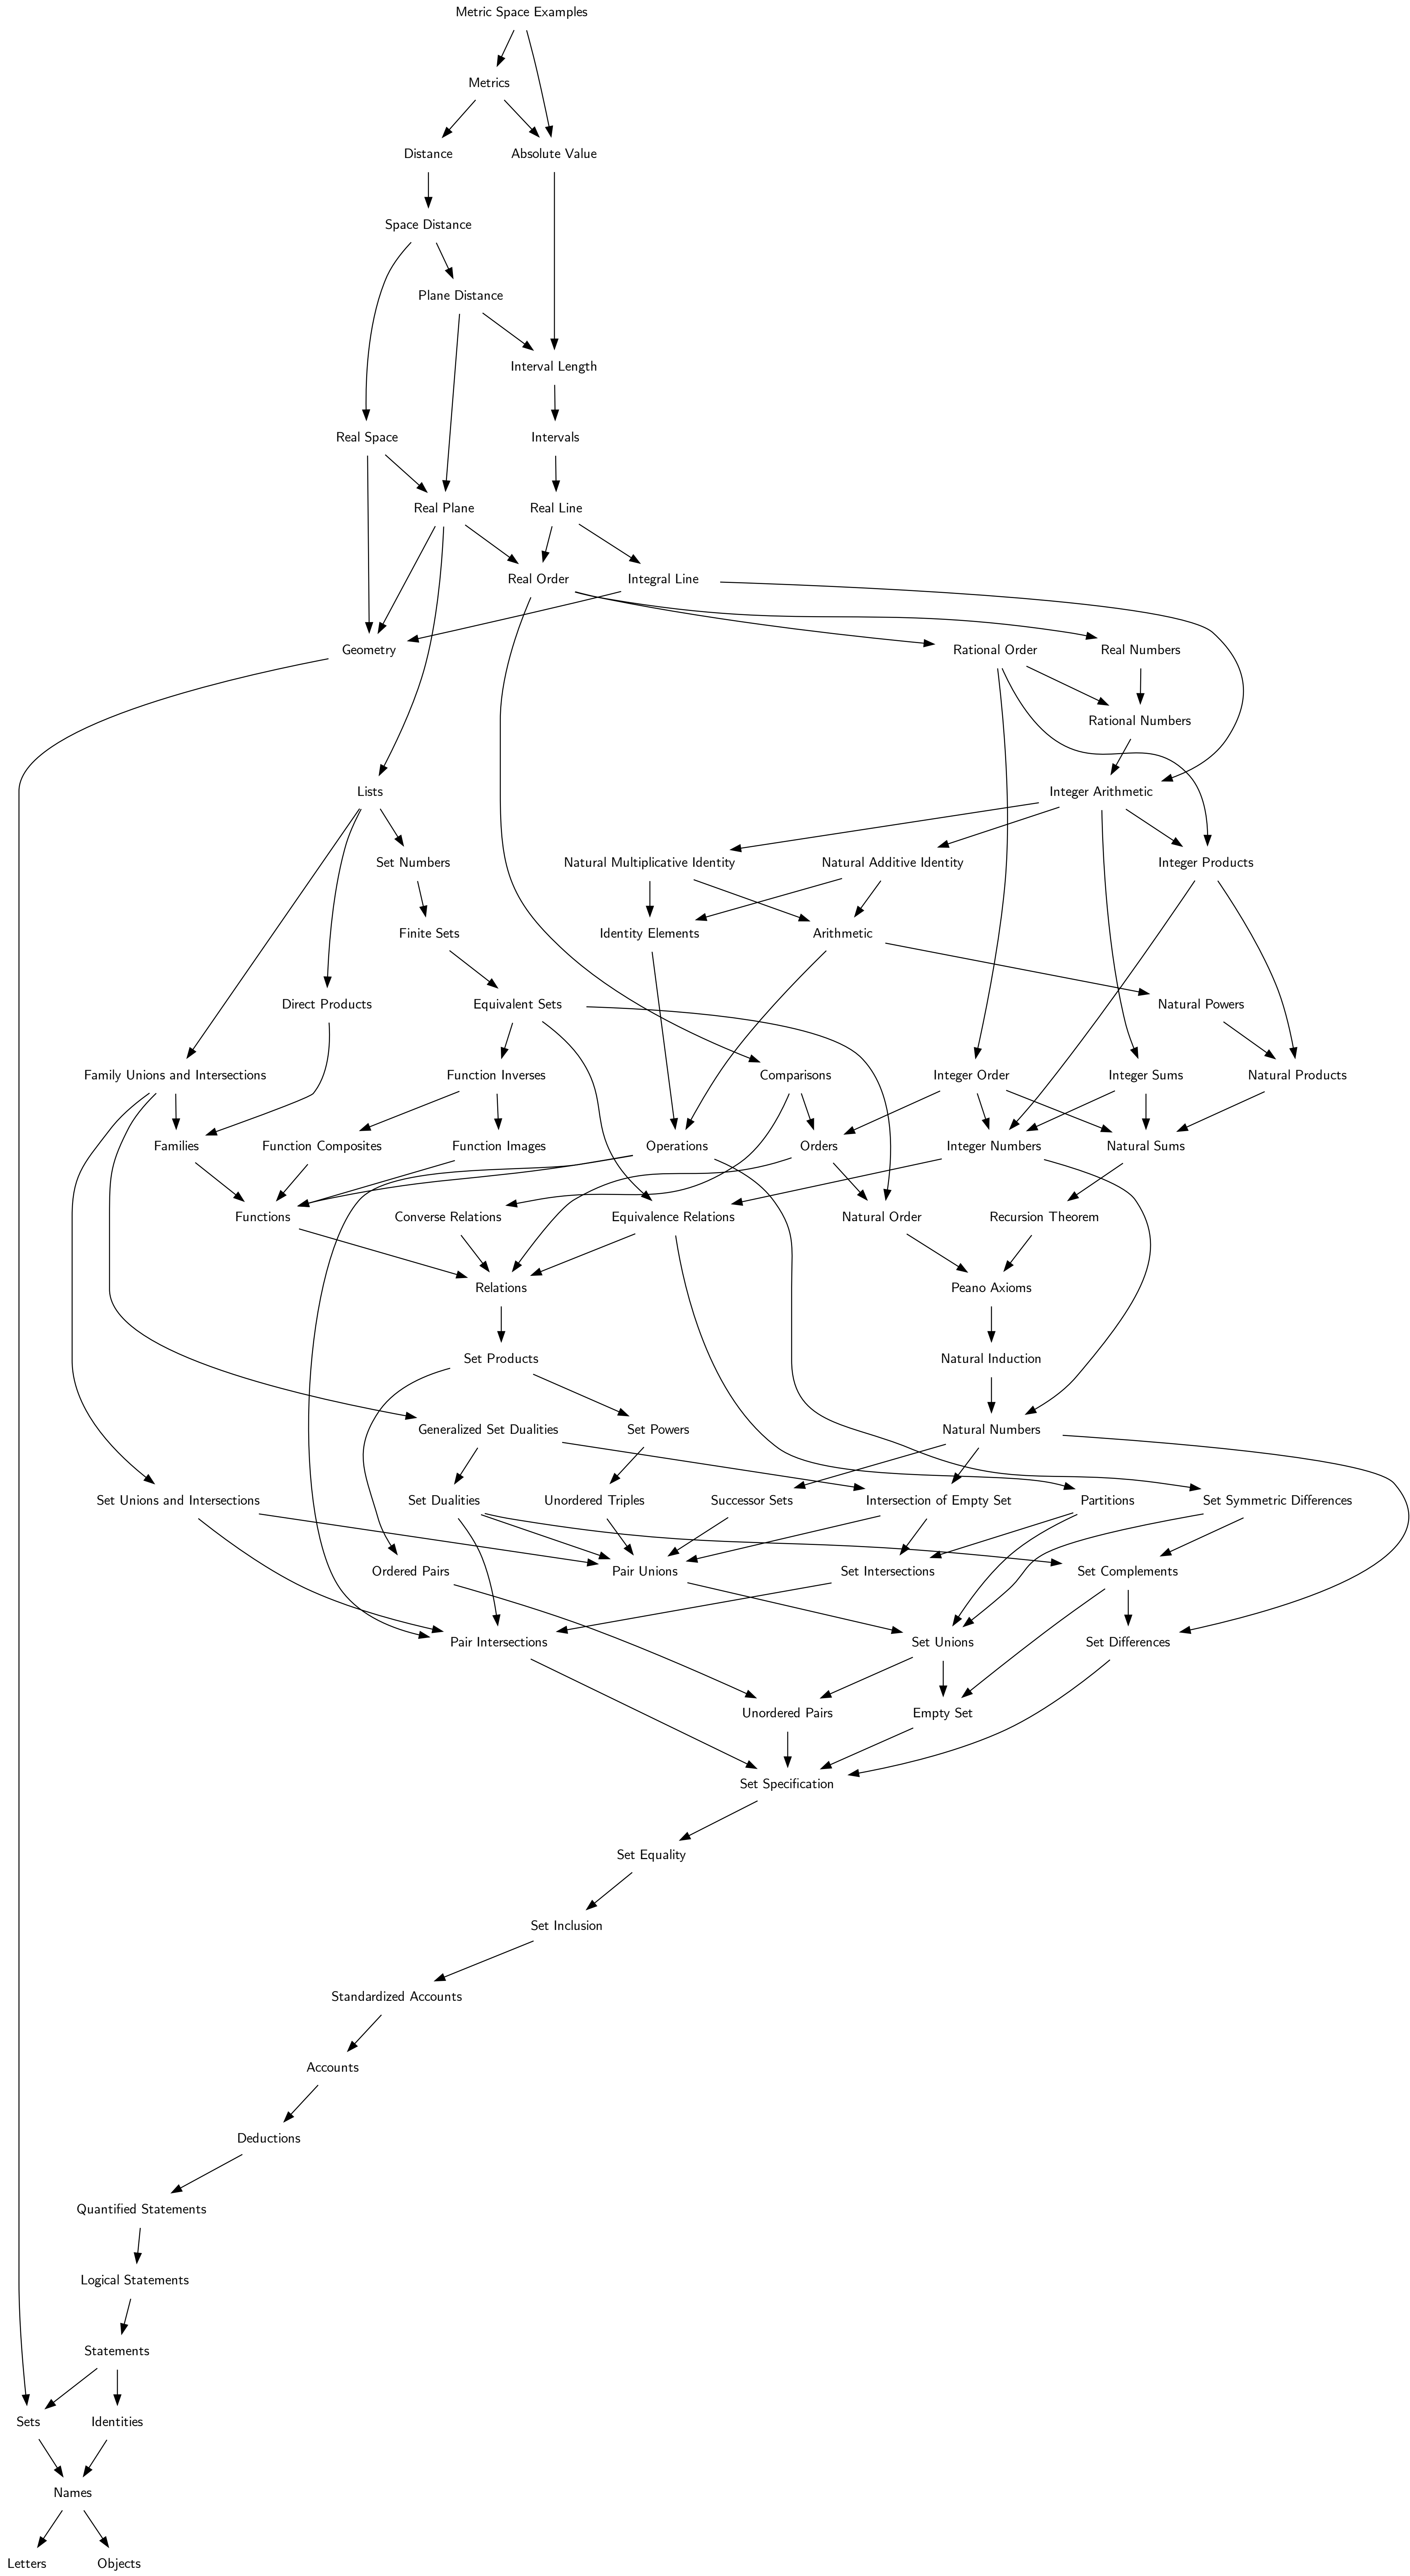 Metric Space Examples
Metrics
Distance
Absolute Value
Space Distance
Plane Distance
Interval Length
Real Space
Intervals
Real Plane
Real Line
Real Order
Integral Line
Geometry
Rational Order
Real Numbers
Rational Numbers
Lists
Integer Arithmetic
Set Numbers
Natural Multiplicative Identity
Natural Additive Identity
Integer Products
Finite Sets
Identity Elements
Arithmetic
Direct Products
Equivalent Sets
Natural Powers
Family Unions and Intersections
Function Inverses
Comparisons
Integer Order
Integer Sums
Natural Products
Families
Function Composites
Function Images
Operations
Orders
Integer Numbers
Natural Sums
Functions
Converse Relations
Equivalence Relations
Natural Order
Recursion Theorem
Relations
Peano Axioms
Set Products
Natural Induction
Generalized Set Dualities
Set Powers
Natural Numbers
Set Unions and Intersections
Set Dualities
Unordered Triples
Successor Sets
Intersection of Empty Set
Partitions
Set Symmetric Differences
Ordered Pairs
Pair Unions
Set Intersections
Set Complements
Pair Intersections
Set Unions
Set Differences
Unordered Pairs
Empty Set
Set Specification
Set Equality
Set Inclusion
Standardized Accounts
Accounts
Deductions
Quantified Statements
Logical Statements
Statements
Sets
Identities
Names
Letters
Objects